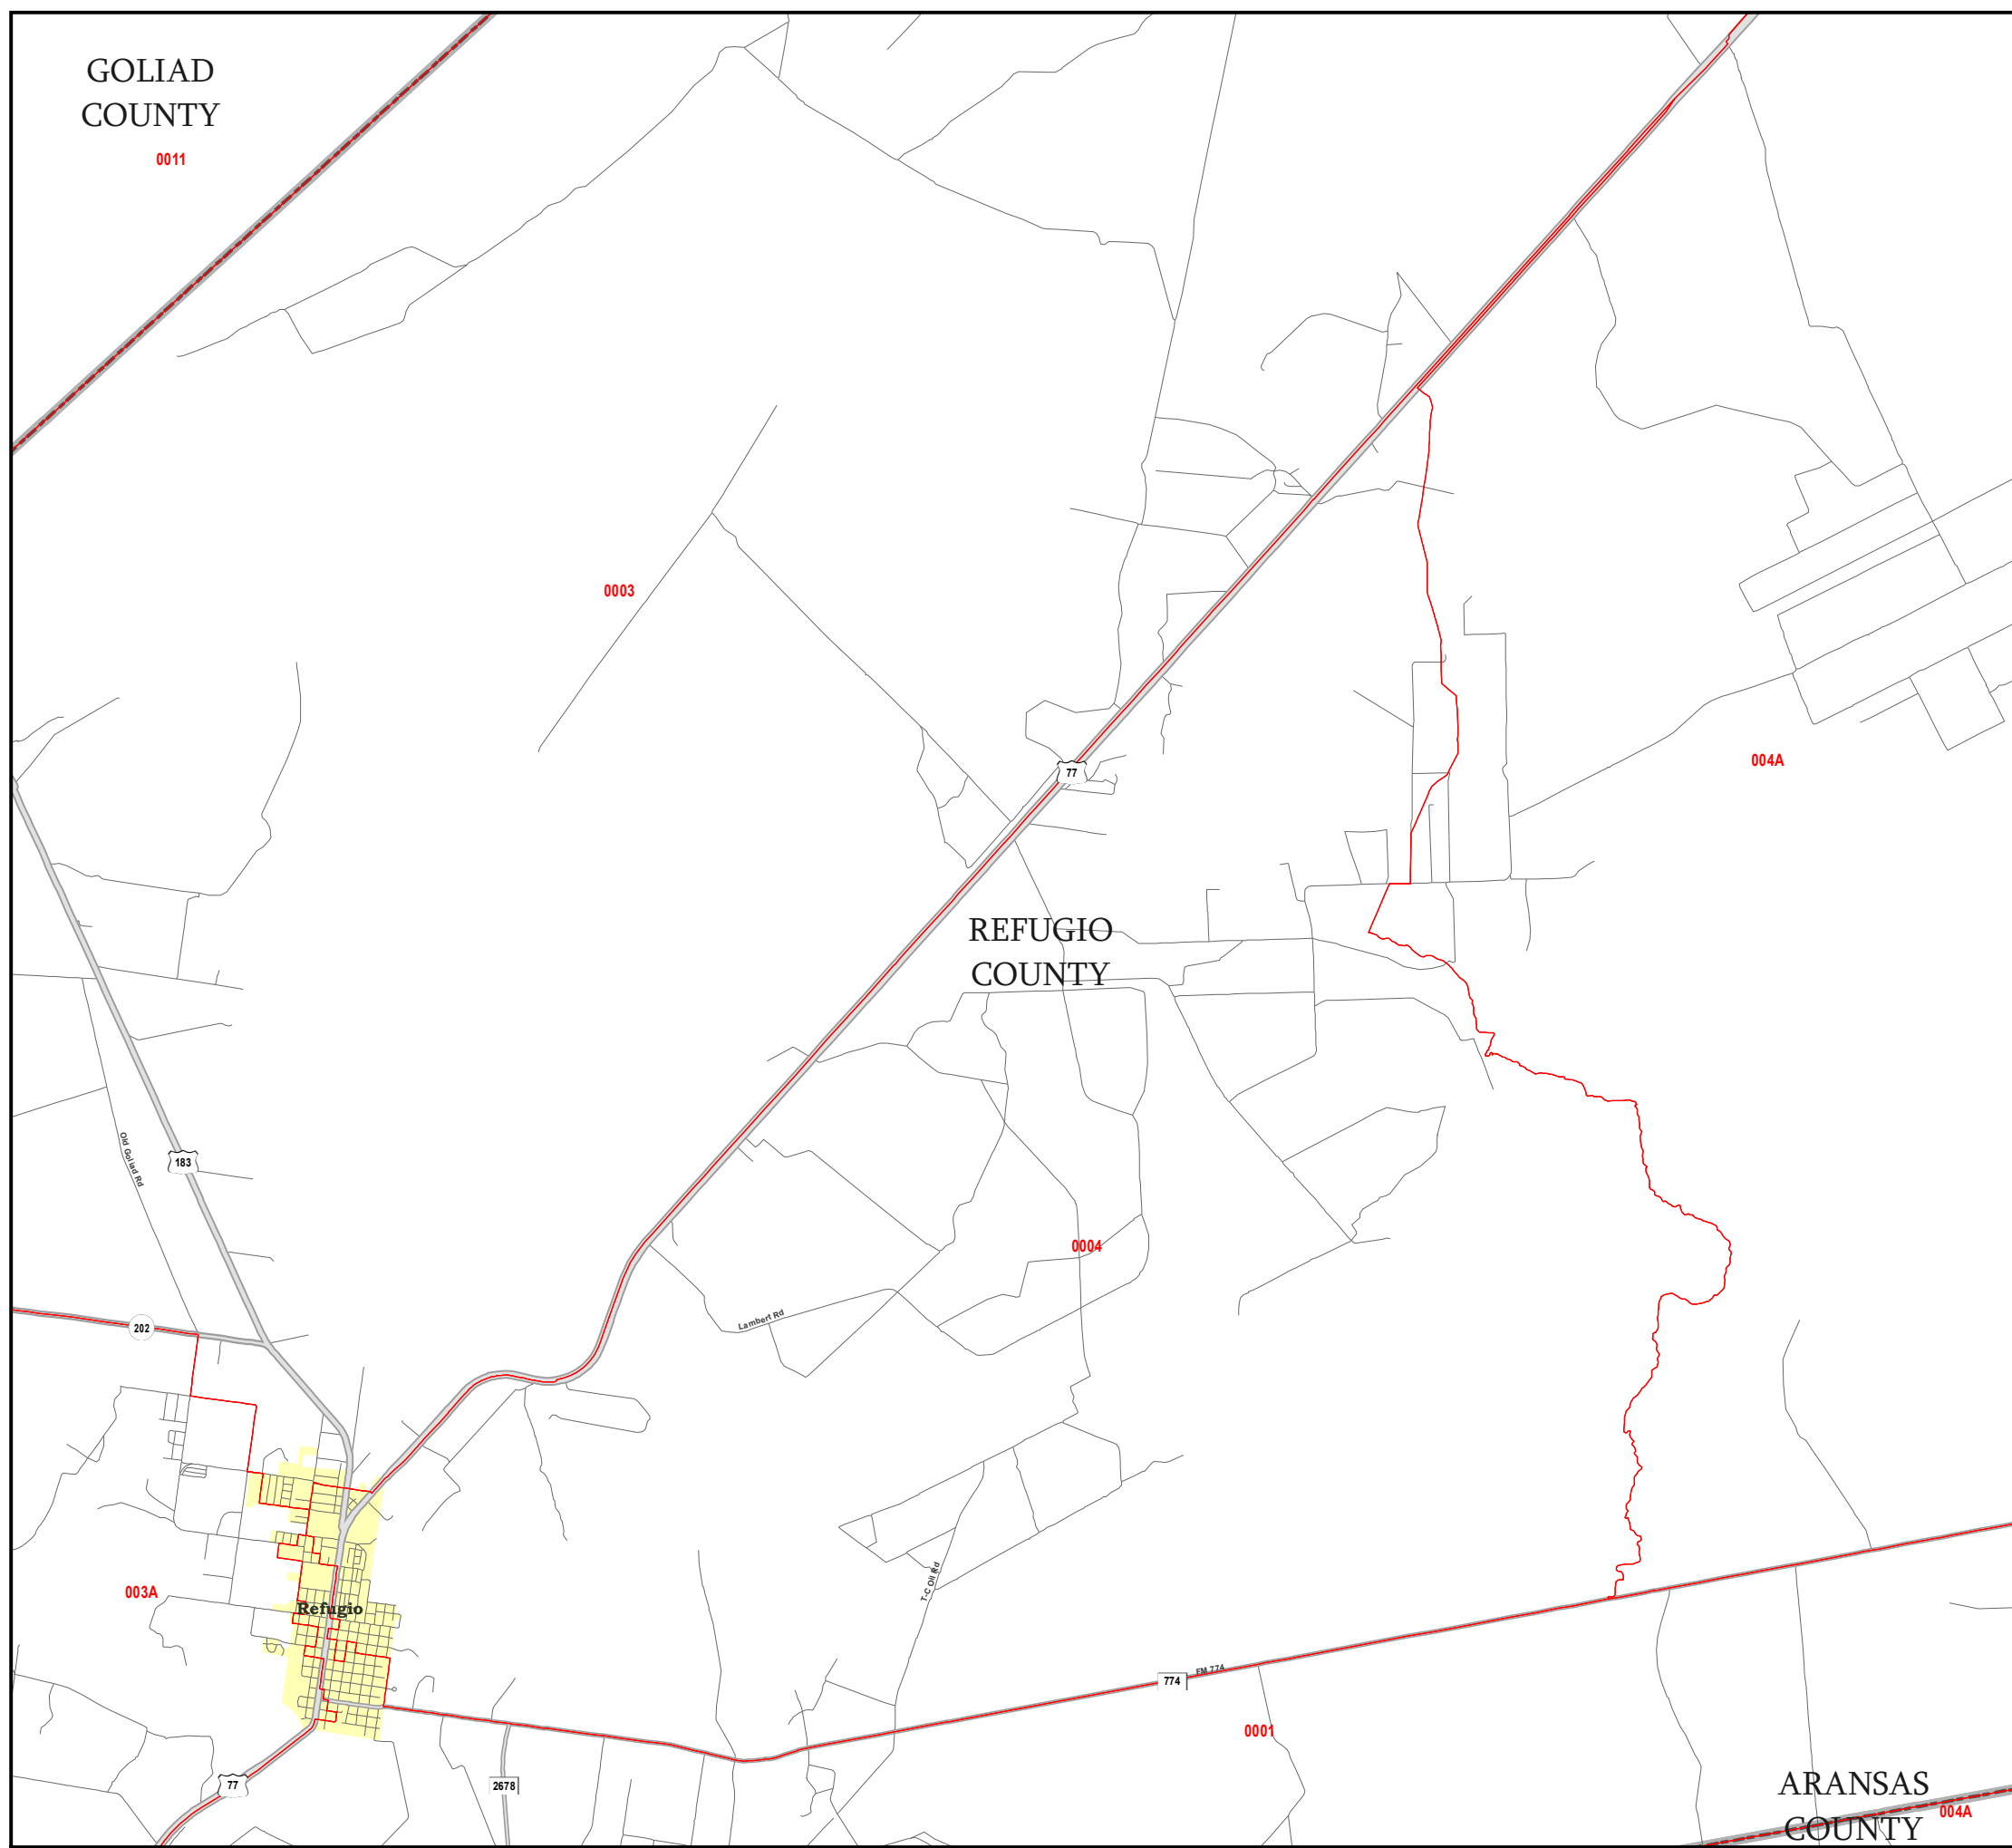 GOLIAD
COUNTY
0011
0003
77
004A
REFUGIO
COUNTY
Old Goliad Rd
183
0004
Lambert Rd
202
T-C Oil Rd
003A
Refugio
FM 774
774
0001
77
2678
ARANSAS
COUNTY
004A